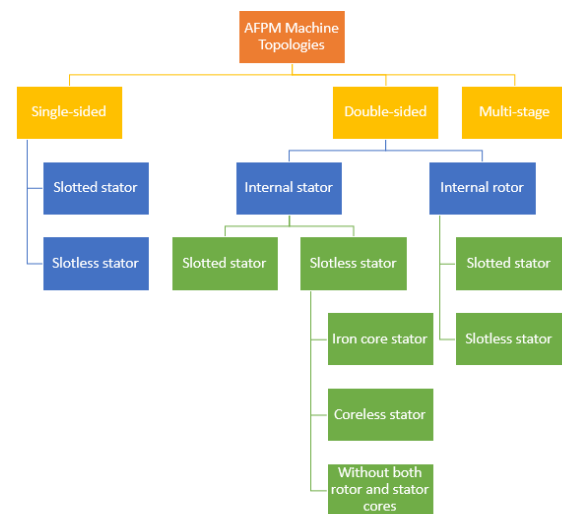 AFPM Machine
Topologies
Single-sided
Double-sided
Multi-stage
Slotted stator
Internal stator
Internal rotor
Slotless stator
Slotted stator
Slotless stator
Slotted stator
Iron core stator
Slotless stator
Coreless stator
Without both
rotor and stator
cores